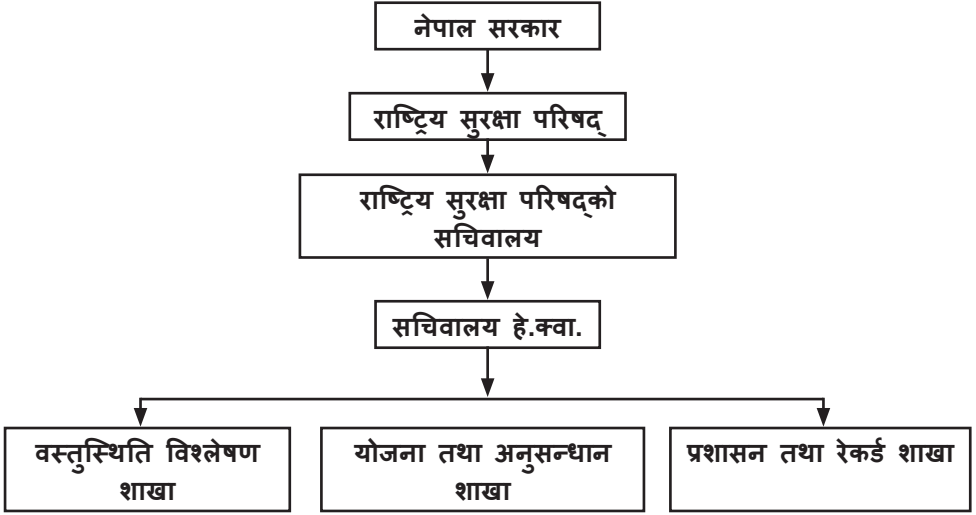 नेपाल सरकार
राष्ट्रिय सुरक्षा परिषद्
राष्ट्रिय सुरक्षा परिषद्को
सचिवालय
सचिवालय हे.क्वा.
वस्तुस्थिति विश्लेषण
शाखा
योजना तथा अनुसन्धान
शाखा
प्रशासन तथा रेकर्ड शाखा